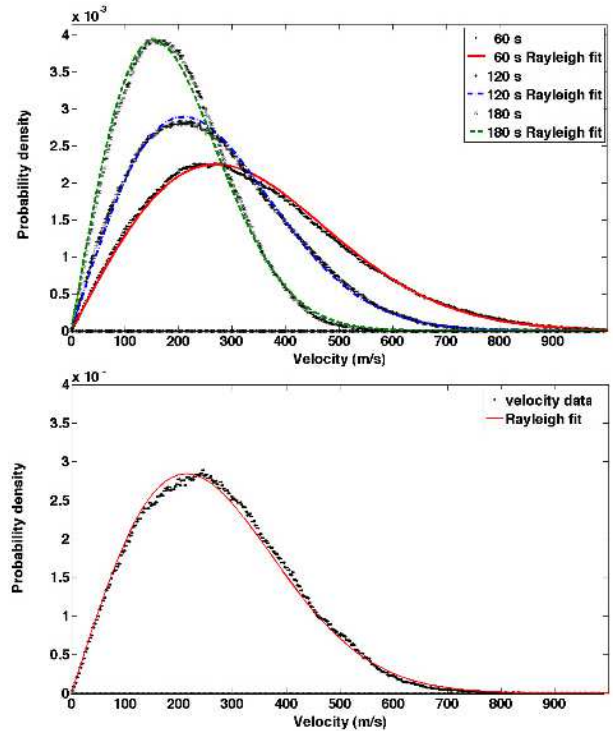 x 10⁻³
4
3.5
3
2.5
2
1.5
1
0.5
0
Probability density
60 s
60 s Rayleigh fit
120 s
120 s Rayleigh fit
180 s
180 s Rayleigh fit
0 100 200 300 400 500 600 700 800 900
Velocity (m/s)
x 10⁻
4
3.5
3
2.5
2
1.5
1
0.5
0
Probability density
velocity data
Rayleigh fit
0 100 200 300 400 500 600 700 800 900
Velocity (m/s)